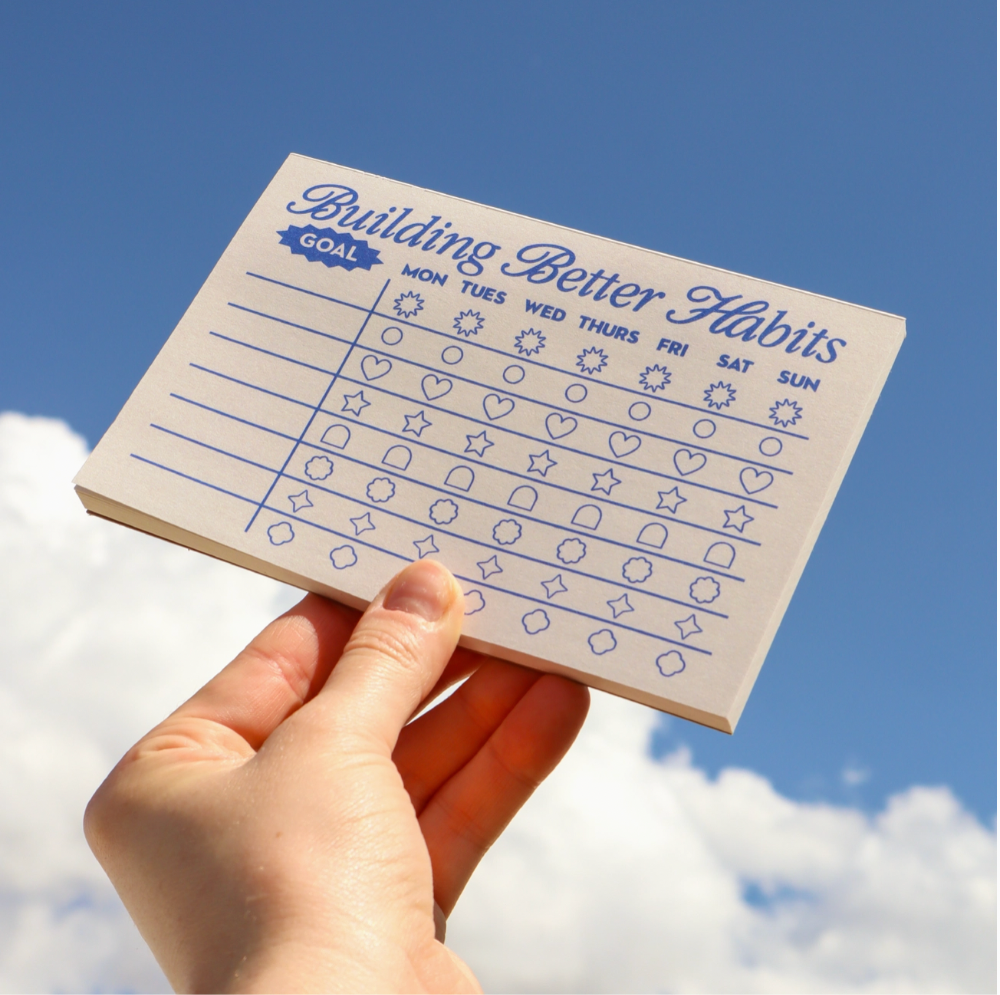 Building Better Habits
GOAL
MON TUES WED THURS FRI SAT SUN